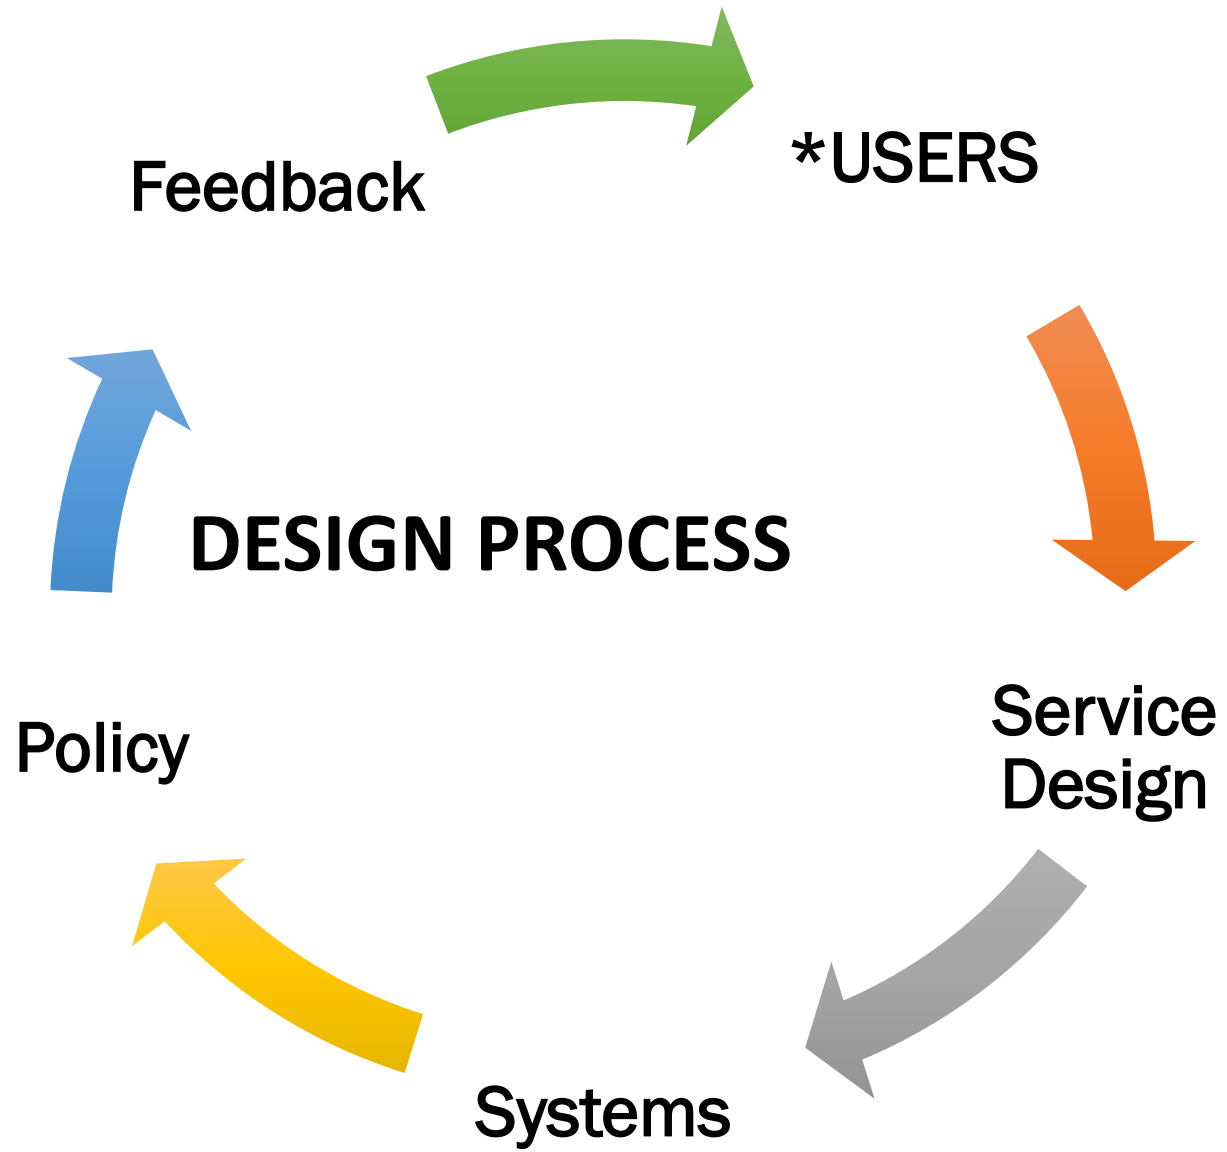 *USERS
Feedback
DESIGN PROCESS
Service
Design
Policy
Systems